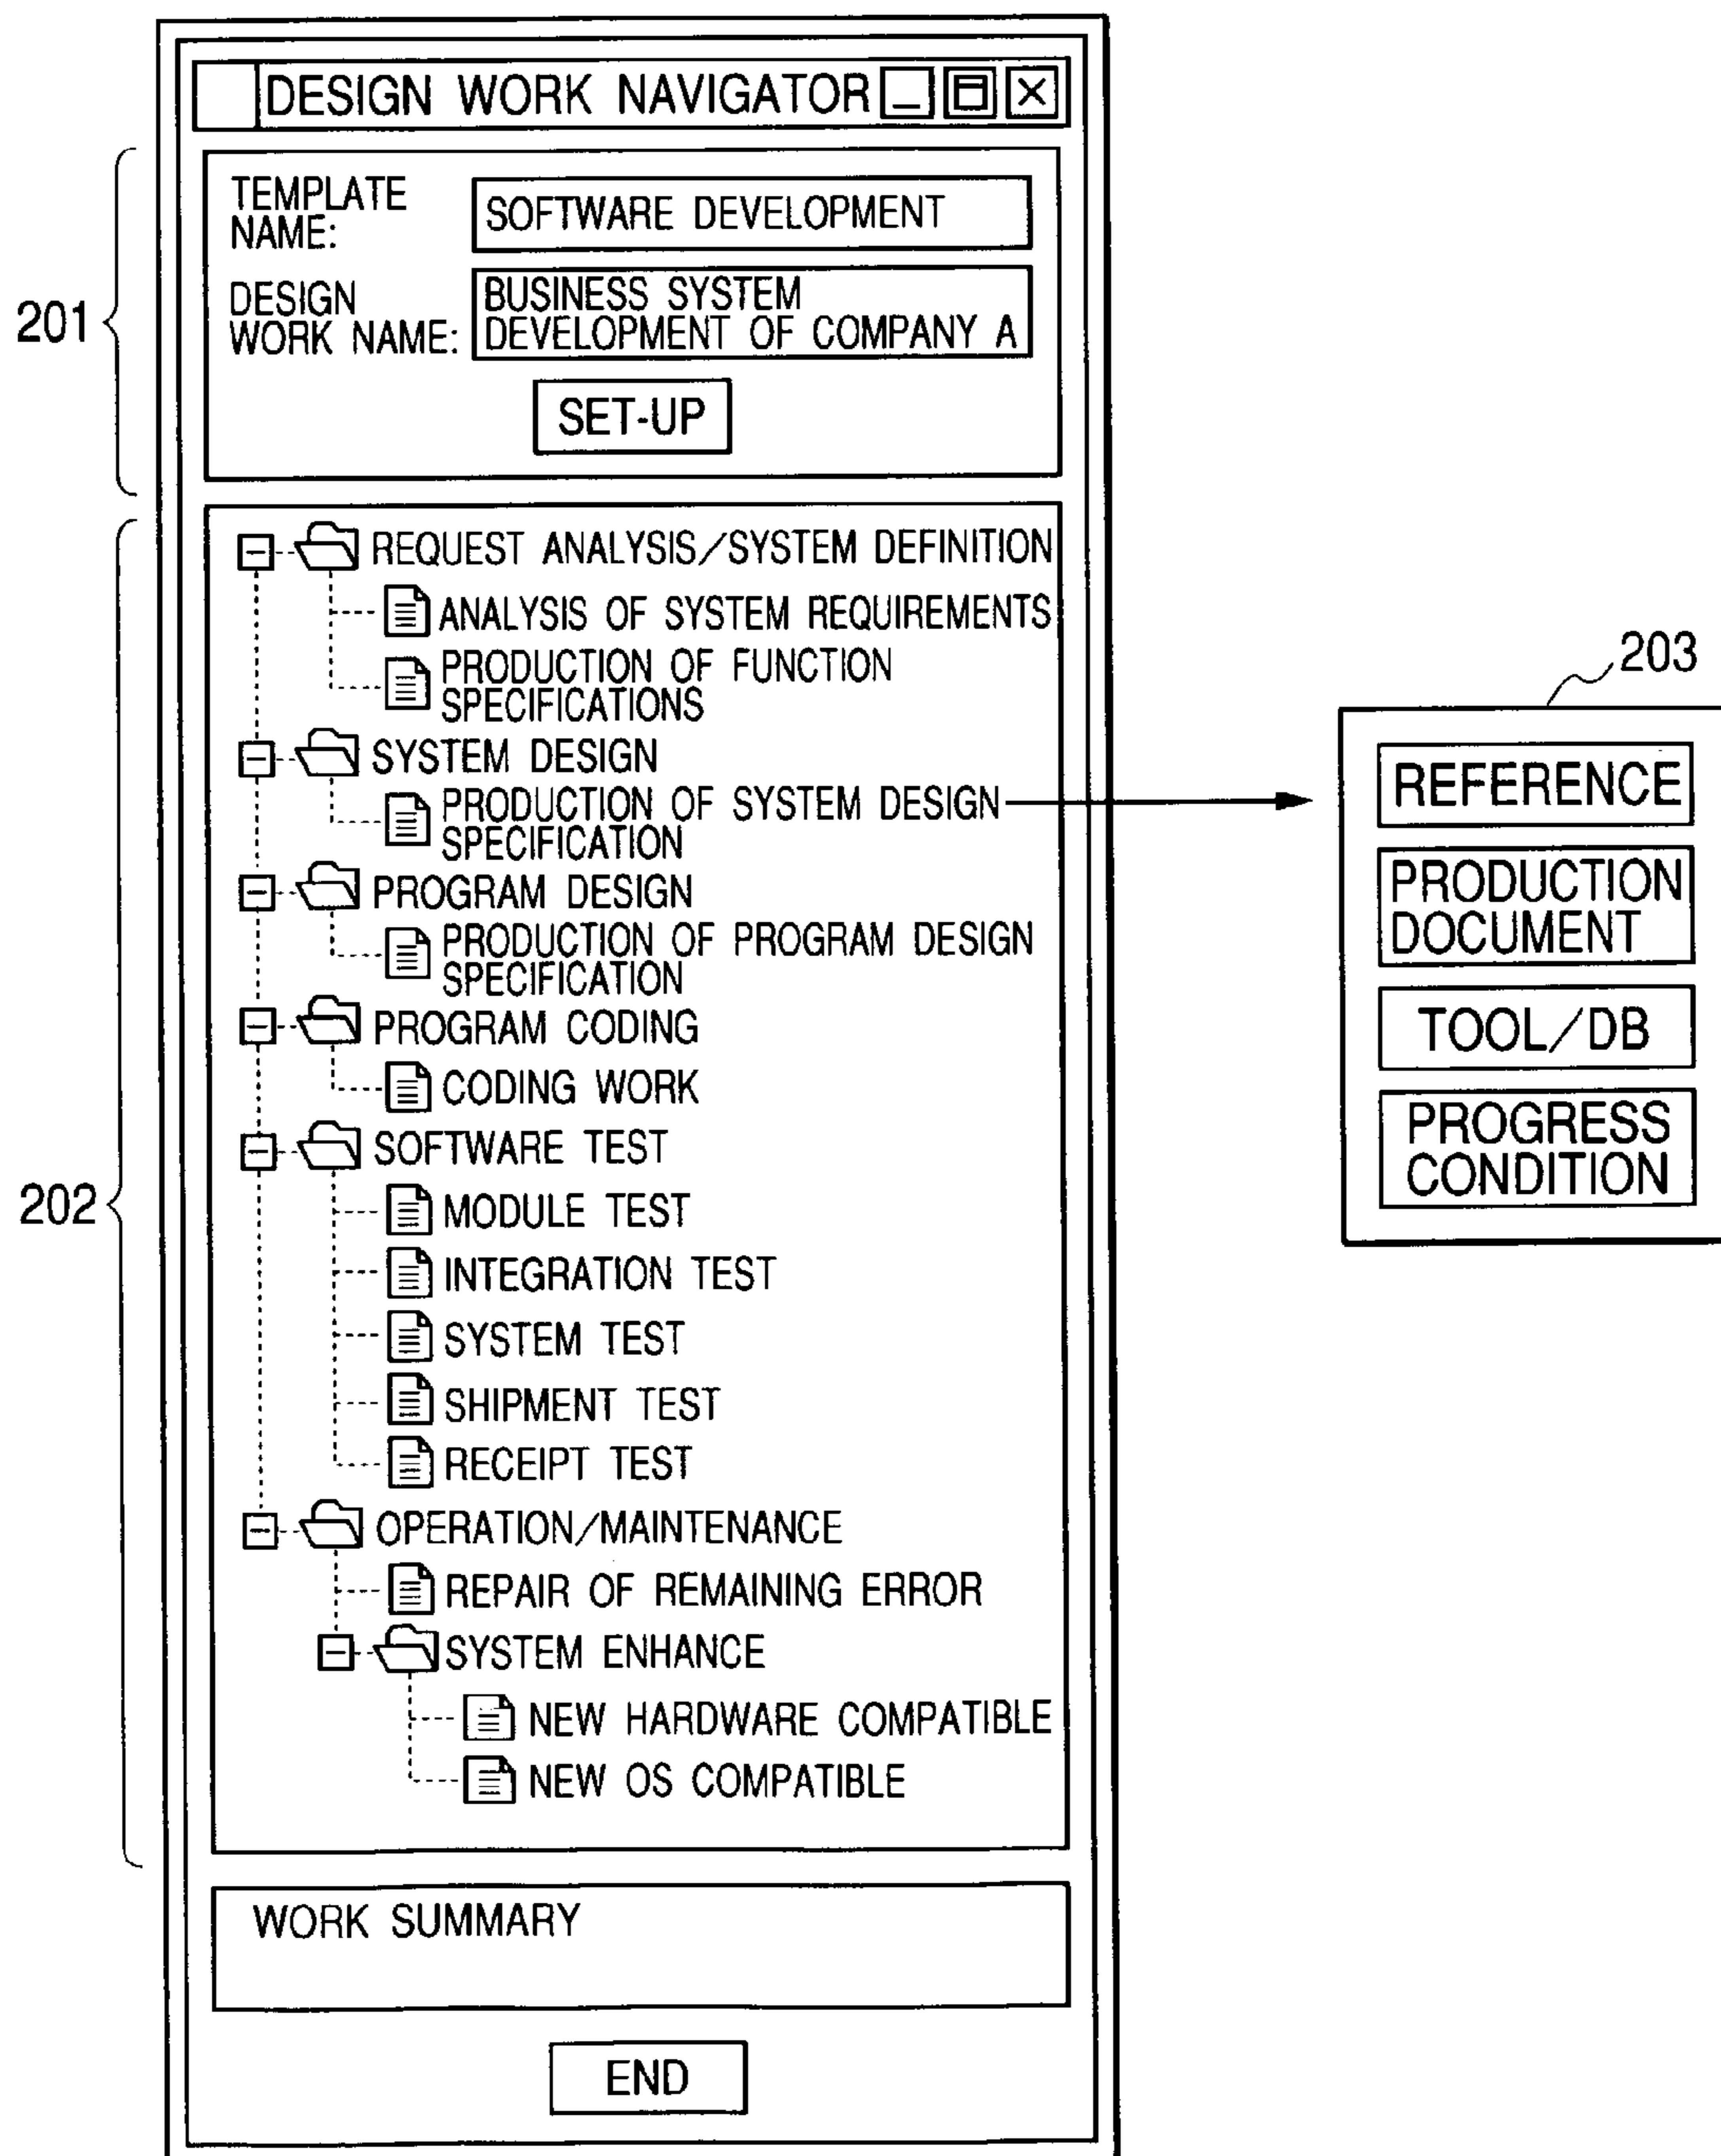 DESIGN WORK NAVIGATOR
201
TEMPLATE
NAME:
SOFTWARE DEVELOPMENT
DESIGN
WORK NAME:
BUSINESS SYSTEM
DEVELOPMENT OF COMPANY A
SET-UP
202
REQUEST ANALYSIS/SYSTEM DEFINITION
ANALYSIS OF SYSTEM REQUIREMENTS
PRODUCTION OF FUNCTION
SPECIFICATIONS
SYSTEM DESIGN
PRODUCTION OF SYSTEM DESIGN
SPECIFICATION
PROGRAM DESIGN
PRODUCTION OF PROGRAM DESIGN
SPECIFICATION
PROGRAM CODING
CODING WORK
SOFTWARE TEST
MODULE TEST
INTEGRATION TEST
SYSTEM TEST
SHIPMENT TEST
RECEIPT TEST
OPERATION/MAINTENANCE
REPAIR OF REMAINING ERROR
SYSTEM ENHANCE
NEW HARDWARE COMPATIBLE
NEW OS COMPATIBLE
WORK SUMMARY
END
203
REFERENCE
PRODUCTION
DOCUMENT
TOOL/DB
PROGRESS
CONDITION